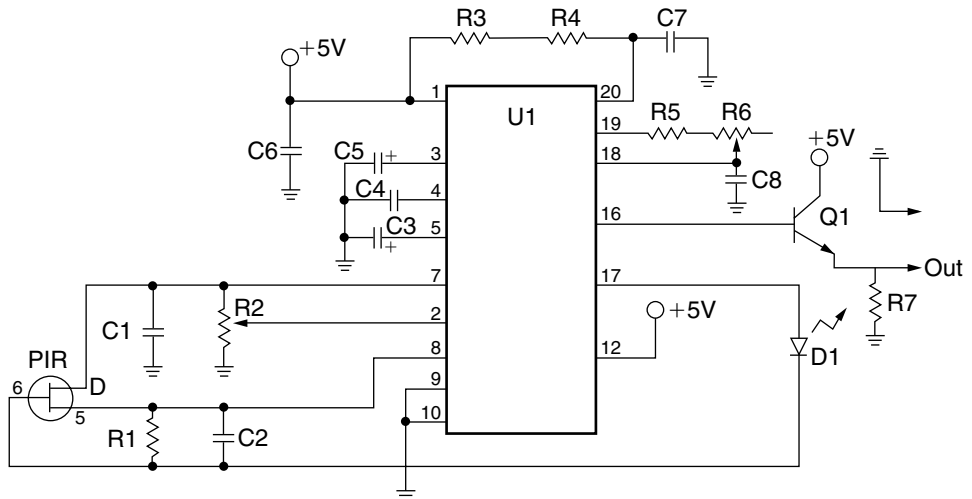 R3 R4 C7
+5V
1 20
U1
19 R5 R6
+5V
C6 C5 + 3 18
C8
C4 4
16 Q1
C3 + 5
7 17 Out
R2 R7
C1 2 +5V
PIR 8 12 D1
6 D 9
5 10
R1 C2